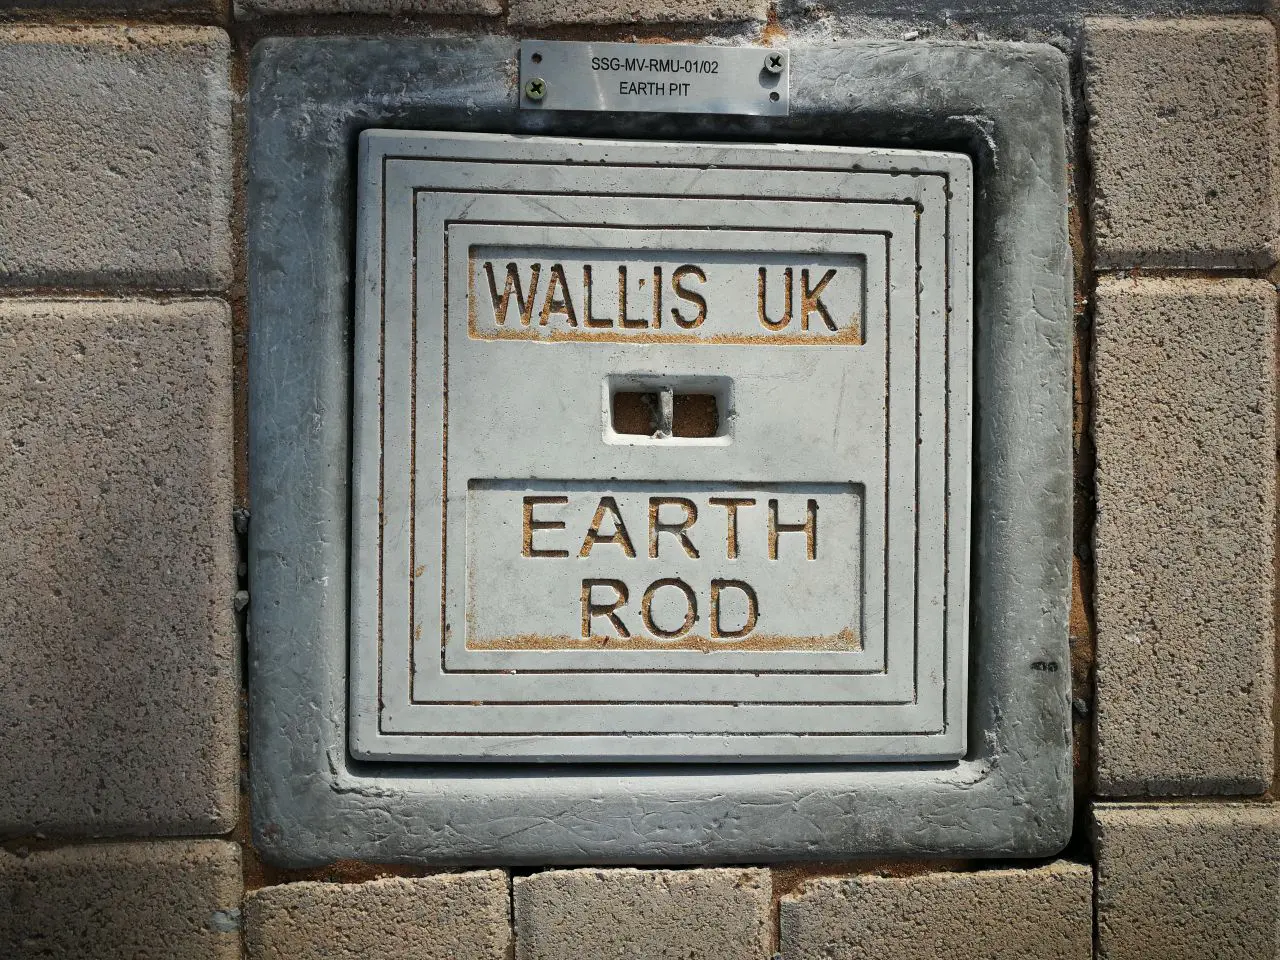 SSG-MV-RMU-01/02
EARTH PIT
WALLIS UK
EARTH
ROD